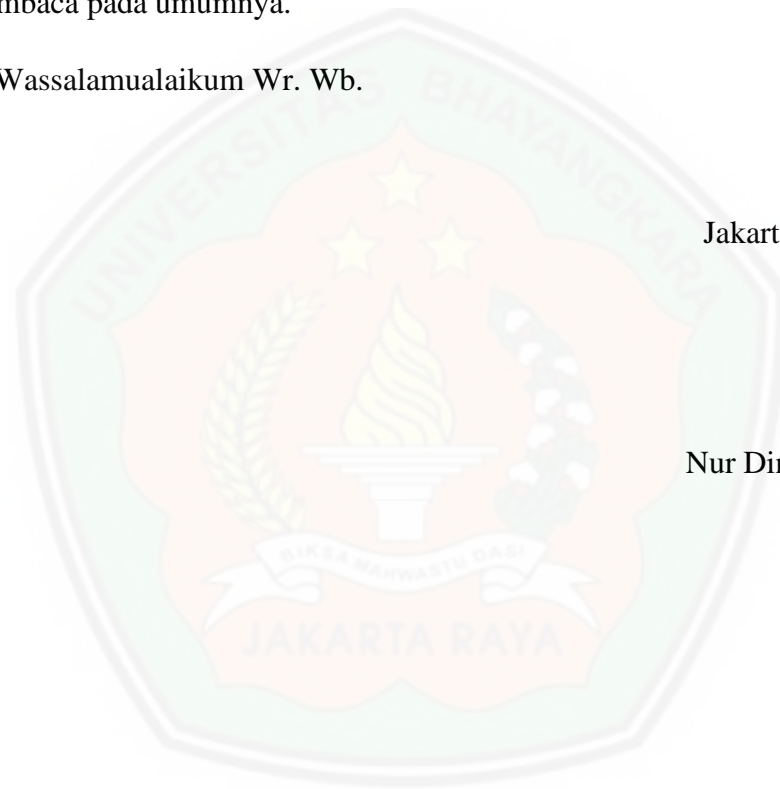 mbaca pada umumnya.
Wassalamualaikum Wr. Wb.
UNIVERSITAS BHAYANGKARA
Jakart
Nur Di
BIKSA MAHWASTU DASI
JAKARTA RAYA